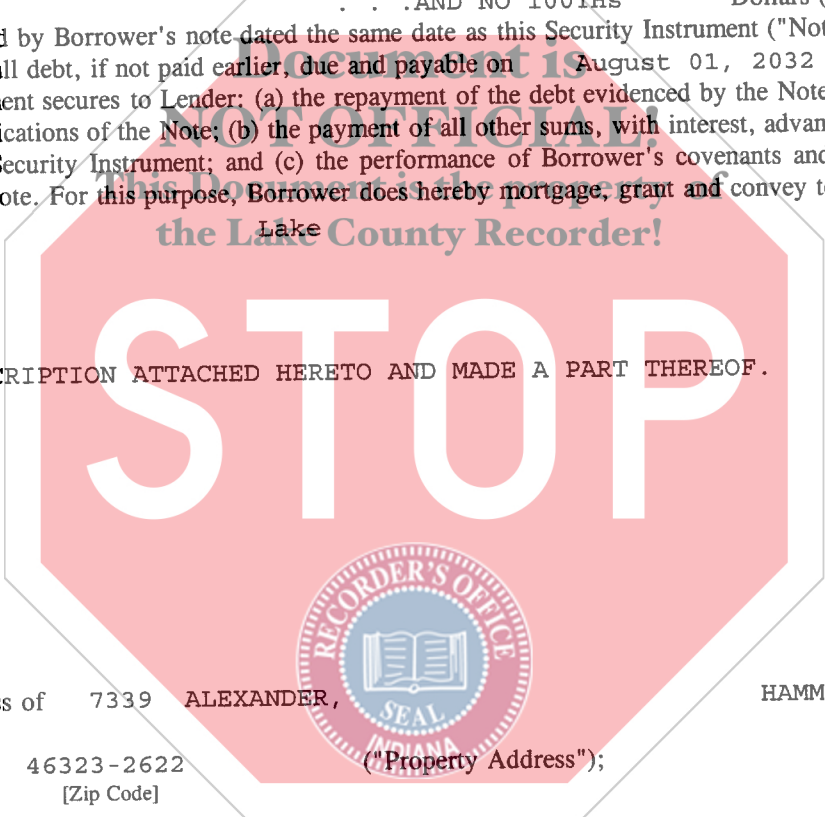 . . .AND NO 100THS Dollars
d by Borrower's note dated the same date as this Security Instrument ("Not
ll debt, if not paid earlier, due and payable on August 01, 2032
ent secures to Lender: (a) the repayment of the debt evidenced by the Note
ications of the Note; (b) the payment of all other sums, with interest, advan
Security Instrument; and (c) the performance of Borrower's covenants and
ote. For this purpose, Borrower does hereby mortgage, grant and convey t
Lake
Document is
NOT OFFICIAL!
This Document is the property of
the Lake County Recorder!
STOP
CRIPTION ATTACHED HERETO AND MADE A PART THEREOF.
RECORDER'S OFFICE
SEAL
INDIANA
ss of 7339 ALEXANDER, HAMM
46323-2622 ("Property Address");
[Zip Code]